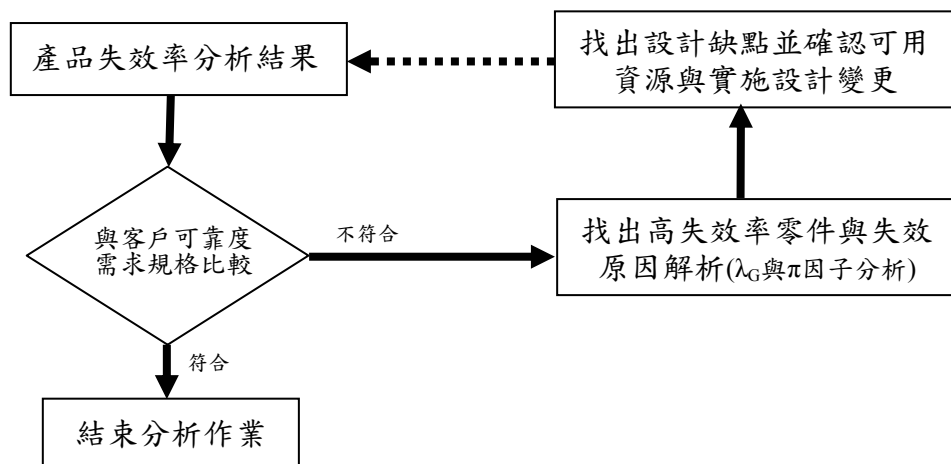 產品失效率分析結果
找出設計缺點並確認可用
資源與實施設計變更
與客戶可靠度
需求規格比較
不符合
找出高失效率零件與失效
原因解析(λG與π因子分析)
符合
結束分析作業